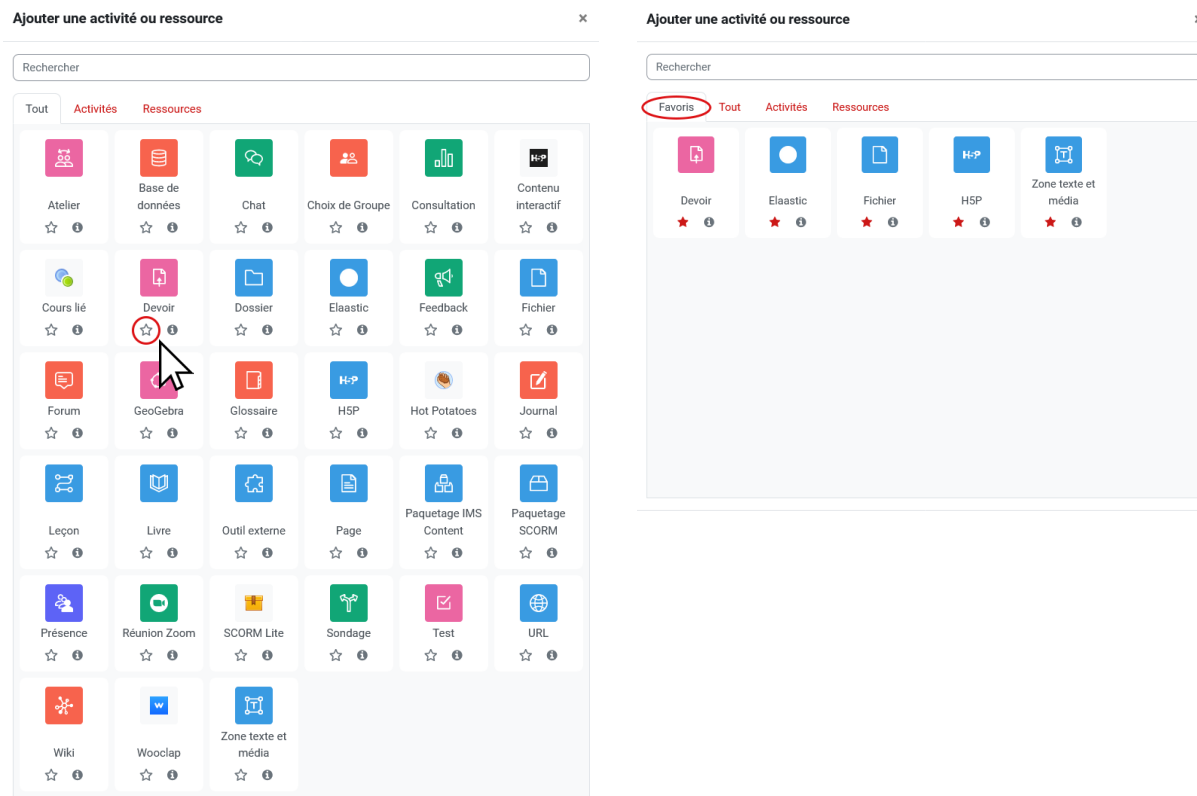 Ajouter une activité ou ressource
×
Rechercher
Tout Activités Ressources
H-P
Base de Contenu
Atelier données Chat Choix de Groupe Consultation interactif
Cours lié Devoir Dossier Elaastic Feedback Fichier
H-P
Forum GeoGebra Glossaire H5P Hot Potatoes Journal
Paquetage IMS Paquetage
Leçon Livre Outil externe Page Content SCORM
Présence Réunion Zoom SCORM Lite Sondage Test URL
w
T
Zone texte et
Wiki Wooclap média
Ajouter une activité ou ressource
Rechercher
Favoris Tout Activités Ressources
H-P T
Zone texte et
Devoir Elaastic Fichier H5P média